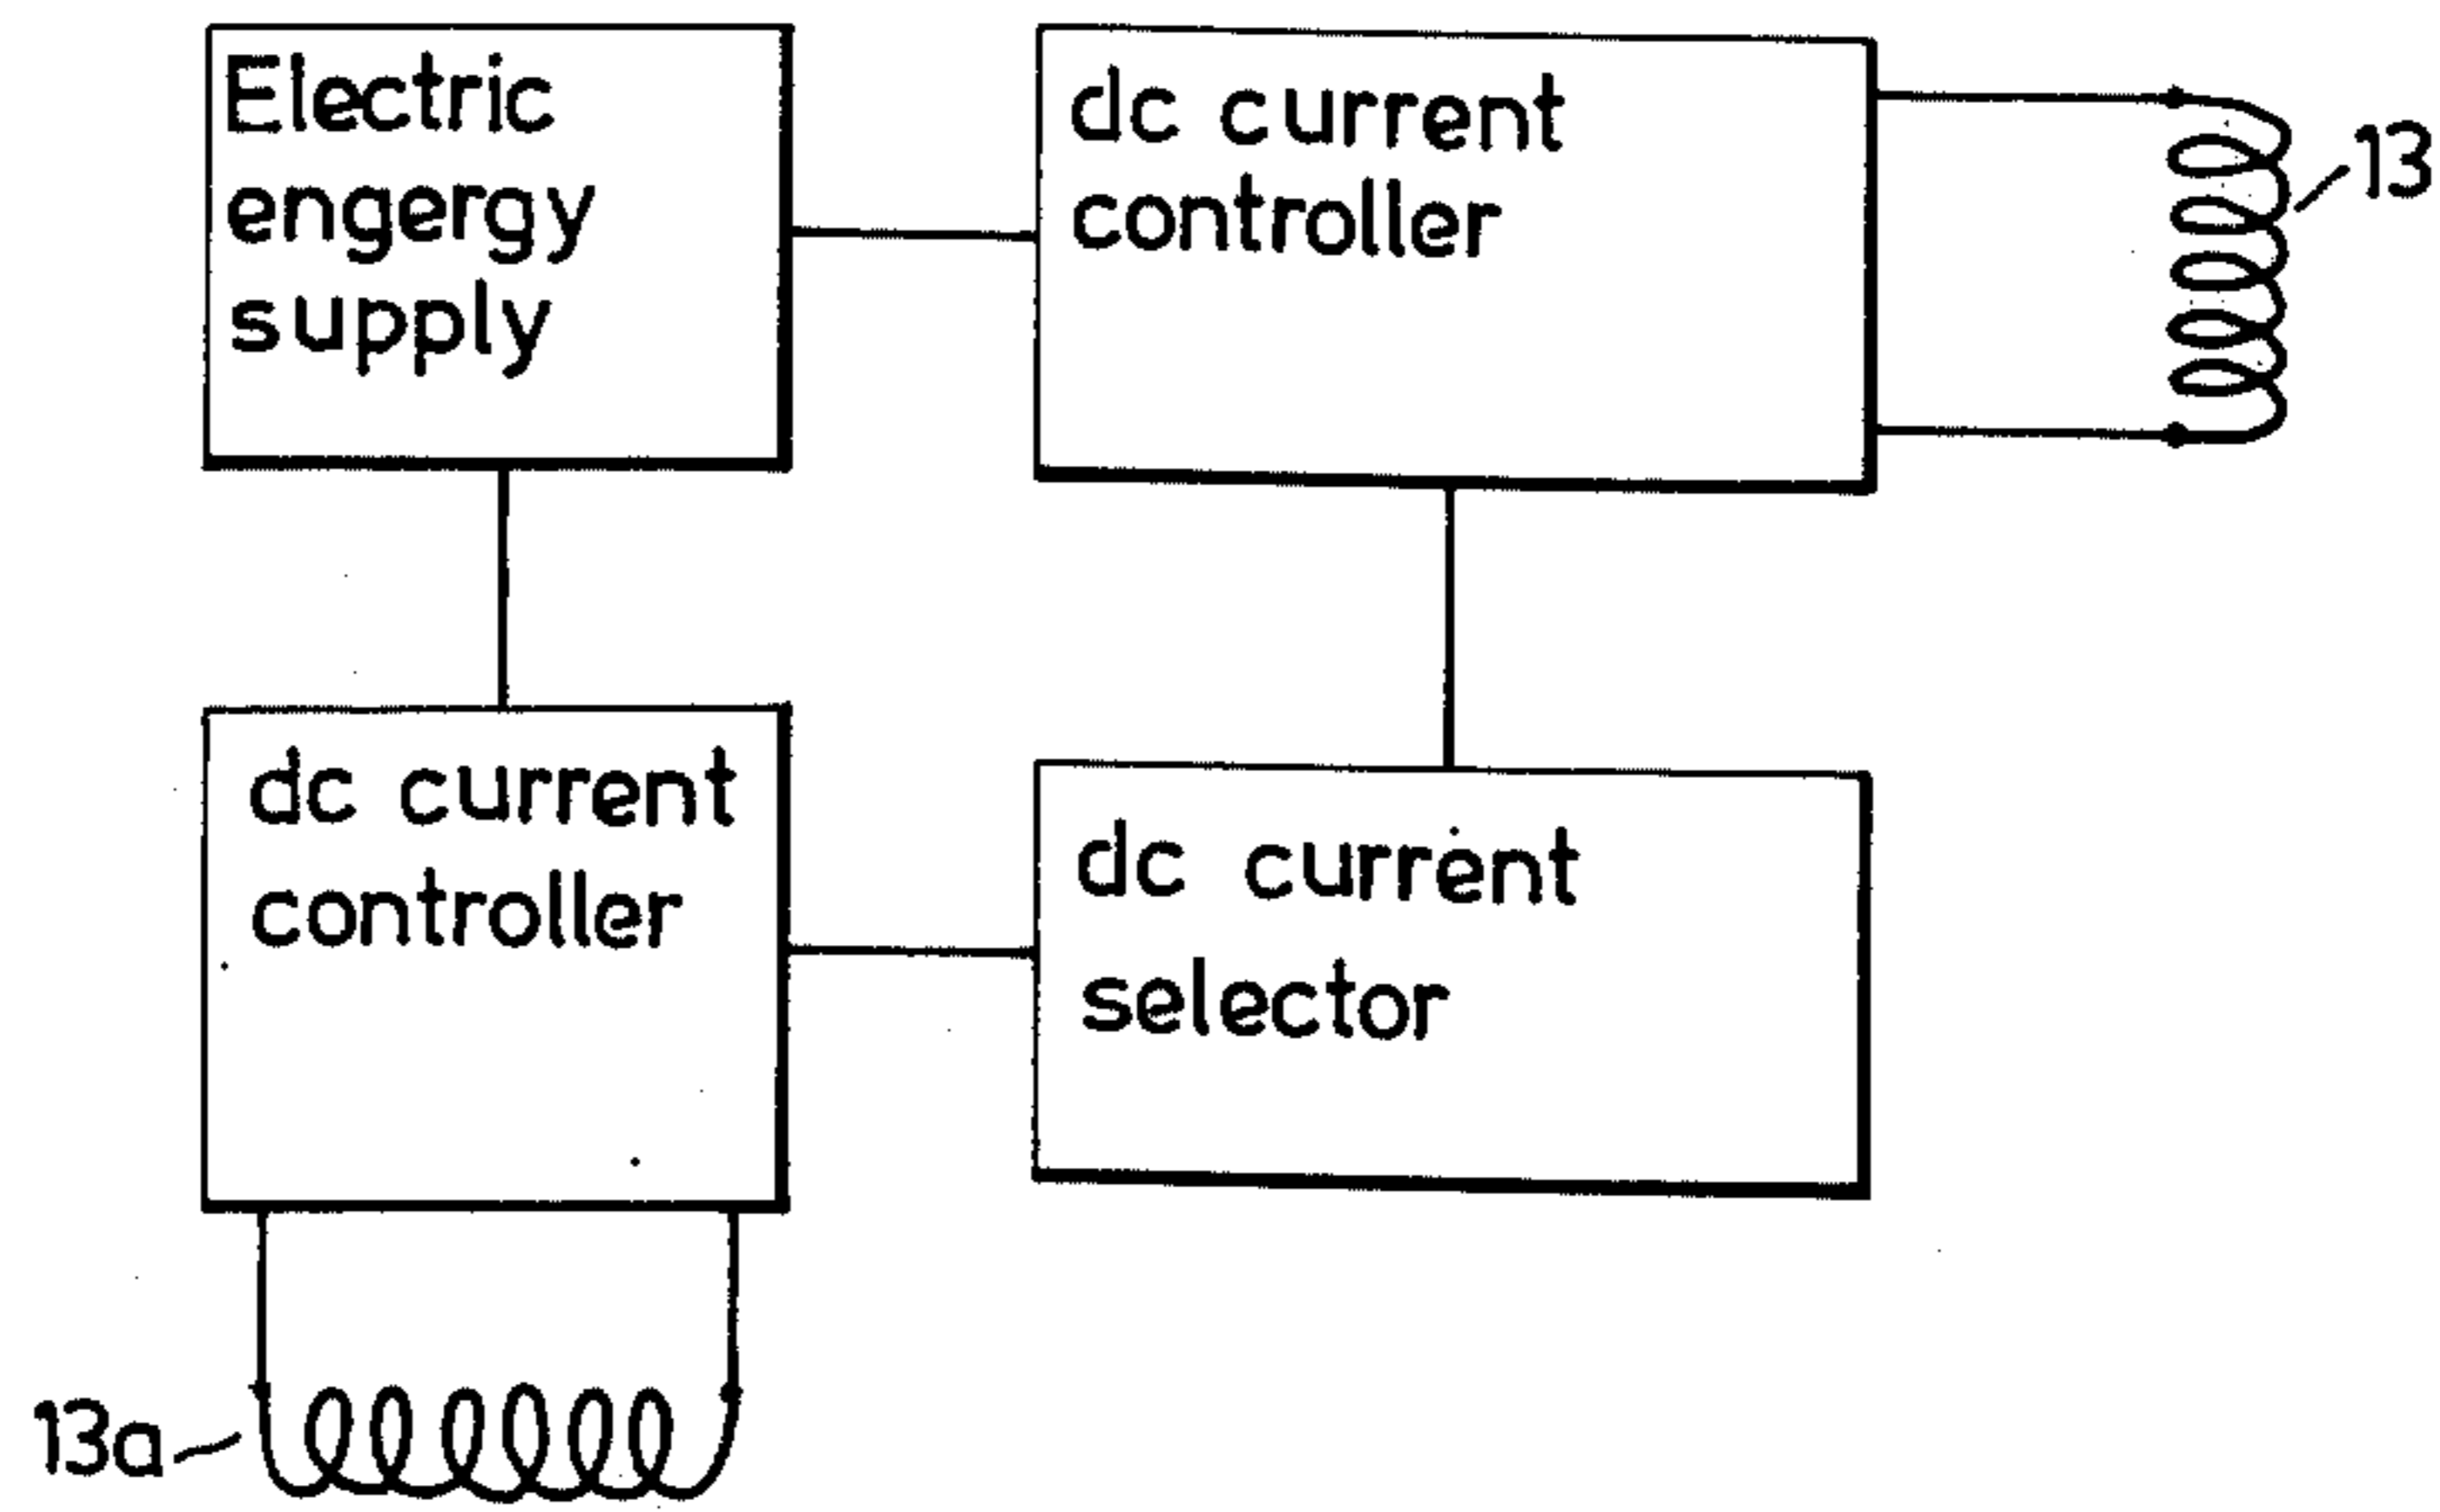 Electric
engergy
supply
dc current
controller
13
dc current
controller
dc current
selector
13a